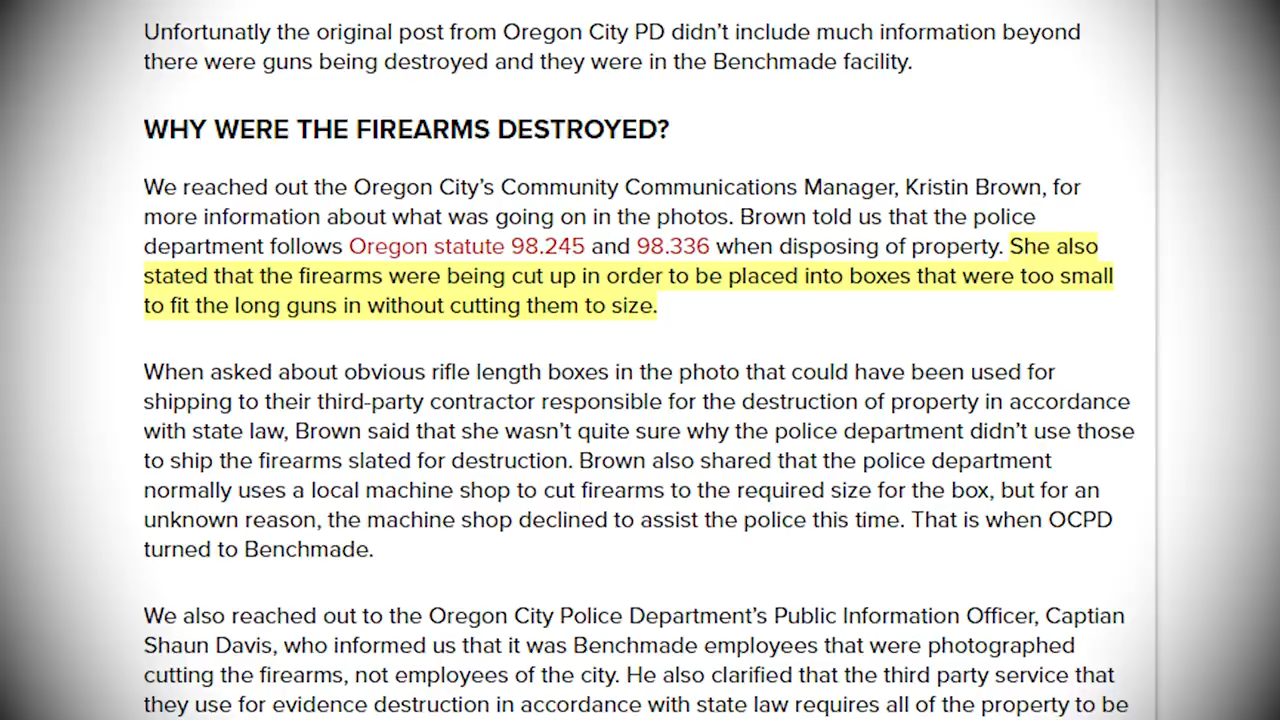 Unfortunatly the original post from Oregon City PD didn’t include much information beyond
there were guns being destroyed and they were in the Benchmade facility.
WHY WERE THE FIREARMS DESTROYED?
We reached out the Oregon City’s Community Communications Manager, Kristin Brown, for
more information about what was going on in the photos. Brown told us that the police
department follows Oregon statute 98.245 and 98.336 when disposing of property. She also
stated that the firearms were being cut up in order to be placed into boxes that were too small
to fit the long guns in without cutting them to size.
When asked about obvious rifle length boxes in the photo that could have been used for
shipping to their third-party contractor responsible for the destruction of property in accordance
with state law, Brown said that she wasn’t quite sure why the police department didn’t use those
to ship the firearms slated for destruction. Brown also shared that the police department
normally uses a local machine shop to cut firearms to the required size for the box, but for an
unknown reason, the machine shop declined to assist the police this time. That is when OCPD
turned to Benchmade.
We also reached out to the Oregon City Police Department’s Public Information Officer, Captian
Shaun Davis, who informed us that it was Benchmade employees that were photographed
cutting the firearms, not employees of the city. He also clarified that the third party service that
they use for evidence destruction in accordance with state law requires all of the property to be